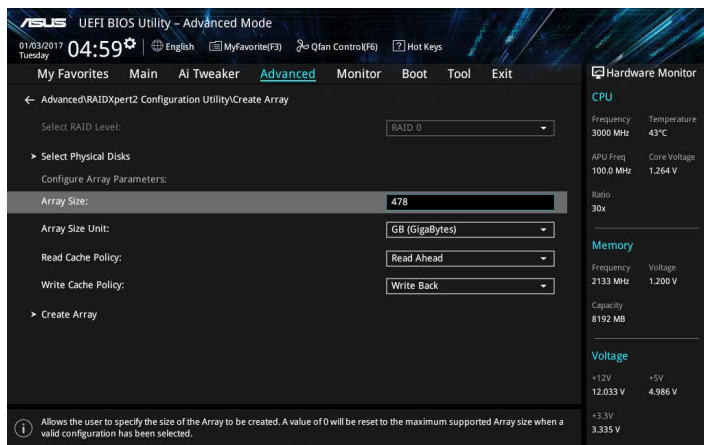 ASUS UEFI BIOS Utility – Advanced Mode
01/03/2017 Tuesday 04:59 English MyFavorite(F3) Qfan Control(F6) ? Hot Keys
My Favorites Main Ai Tweaker Advanced Monitor Boot Tool Exit
← Advanced\RAIDXpert2 Configuration Utility\Create Array
Select RAID Level: RAID 0
> Select Physical Disks
Configure Array Parameters:
Array Size: 478
Array Size Unit: GB (GigaBytes)
Read Cache Policy: Read Ahead
Write Cache Policy: Write Back
> Create Array
Hardware Monitor
CPU
Frequency Temperature
3000 MHz 43°C
APU Freq Core Voltage
100.0 MHz 1.264 V
Ratio
30x
Memory
Frequency Voltage
2133 MHz 1.200 V
Capacity
8192 MB
Voltage
+12V +5V
12.033 V 4.986 V
+3.3V
3.335 V
i Allows the user to specify the size of the Array to be created. A value of 0 will be reset to the maximum supported Array size when a
valid configuration has been selected.